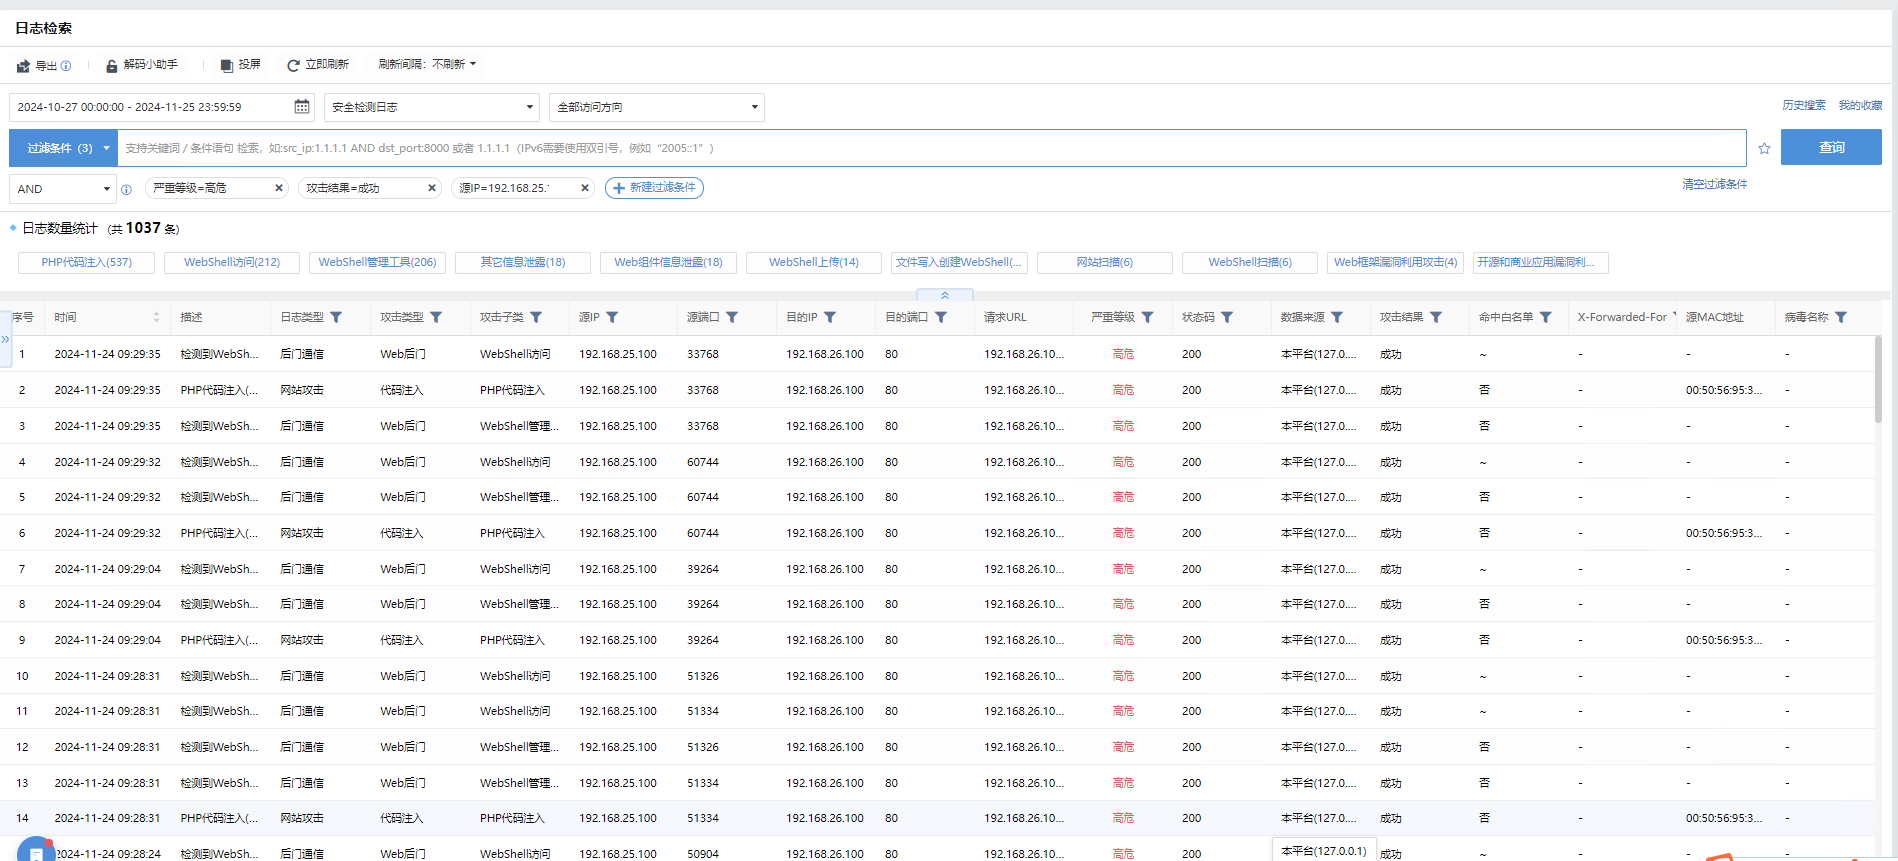 日志检索
导出 解码小助手 投屏 立即刷新 刷新间隔：不刷新
2024-10-27 00:00:00 - 2024-11-25 23:59:59 安全检测日志 全部访问方向 历史搜索 我的收藏
过滤条件（3） 支持关键词 / 条件语句 检索，如:src_ip:1.1.1.1 AND dst_port:8000 或者 1.1.1.1（IPv6需要使用双引号，例如“2005::1”） 查询
AND 严重等级=高危 攻击结果=成功 源IP=192.168.25. 新建过滤条件 清空过滤条件
日志数量统计（共 1037 条）
PHP代码注入(537) WebShell访问(212) WebShell管理工具(206) 其它信息泄露(18) Web组件信息泄露(18) WebShell上传(14) 文件写入创建WebShell(... 网站扫描(6) WebShell扫描(6) Web框架漏洞利用攻击(4) 开源和商业应用漏洞利...
序号 时间 描述 日志类型 攻击类型 攻击子类 源IP 源端口 目的IP 目的端口 请求URL 严重等级 状态码 数据来源 攻击结果 命中白名单 X-Forwarded-For 源MAC地址 病毒名称
1 2024-11-24 09:29:35 检测到WebSh... 后门通信 Web后门 WebShell访问 192.168.25.100 33768 192.168.26.100 80 192.168.26.10... 高危 200 本平台(127.0.... 成功 ~ - - -
2 2024-11-24 09:29:35 PHP代码注入(... 网站攻击 代码注入 PHP代码注入 192.168.25.100 33768 192.168.26.100 80 192.168.26.10... 高危 200 本平台(127.0.... 成功 否 - 00:50:56:95:3... -
3 2024-11-24 09:29:35 检测到WebSh... 后门通信 Web后门 WebShell管理... 192.168.25.100 33768 192.168.26.100 80 192.168.26.10... 高危 200 本平台(127.0.... 成功 否 - - -
4 2024-11-24 09:29:32 检测到WebSh... 后门通信 Web后门 WebShell访问 192.168.25.100 60744 192.168.26.100 80 192.168.26.10... 高危 200 本平台(127.0.... 成功 ~ - - -
5 2024-11-24 09:29:32 检测到WebSh... 后门通信 Web后门 WebShell管理... 192.168.25.100 60744 192.168.26.100 80 192.168.26.10... 高危 200 本平台(127.0.... 成功 否 - - -
6 2024-11-24 09:29:32 PHP代码注入(... 网站攻击 代码注入 PHP代码注入 192.168.25.100 60744 192.168.26.100 80 192.168.26.10... 高危 200 本平台(127.0.... 成功 否 - 00:50:56:95:3... -
7 2024-11-24 09:29:04 检测到WebSh... 后门通信 Web后门 WebShell访问 192.168.25.100 39264 192.168.26.100 80 192.168.26.10... 高危 200 本平台(127.0.... 成功 ~ - - -
8 2024-11-24 09:29:04 检测到WebSh... 后门通信 Web后门 WebShell管理... 192.168.25.100 39264 192.168.26.100 80 192.168.26.10... 高危 200 本平台(127.0.... 成功 否 - - -
9 2024-11-24 09:29:04 PHP代码注入(... 网站攻击 代码注入 PHP代码注入 192.168.25.100 39264 192.168.26.100 80 192.168.26.10... 高危 200 本平台(127.0.... 成功 否 - 00:50:56:95:3... -
10 2024-11-24 09:28:31 检测到WebSh... 后门通信 Web后门 WebShell访问 192.168.25.100 51326 192.168.26.100 80 192.168.26.10... 高危 200 本平台(127.0.... 成功 ~ - - -
11 2024-11-24 09:28:31 检测到WebSh... 后门通信 Web后门 WebShell访问 192.168.25.100 51334 192.168.26.100 80 192.168.26.10... 高危 200 本平台(127.0.... 成功 ~ - - -
12 2024-11-24 09:28:31 检测到WebSh... 后门通信 Web后门 WebShell管理... 192.168.25.100 51326 192.168.26.100 80 192.168.26.10... 高危 200 本平台(127.0.... 成功 否 - - -
13 2024-11-24 09:28:31 检测到WebSh... 后门通信 Web后门 WebShell管理... 192.168.25.100 51334 192.168.26.100 80 192.168.26.10... 高危 200 本平台(127.0.... 成功 否 - - -
14 2024-11-24 09:28:31 PHP代码注入(... 网站攻击 代码注入 PHP代码注入 192.168.25.100 51334 192.168.26.100 80 192.168.26.10... 高危 200 本平台(127.0.... 成功 否 - 00:50:56:95:3... -
2024-11-24 09:28:24 检测到WebSh... 后门通信 Web后门 WebShell访问 192.168.25.100 50904 192.168.26.100 80 192.168.26.10... 高危 200 本平台(127.0.0.1) 成功 ~ - - -